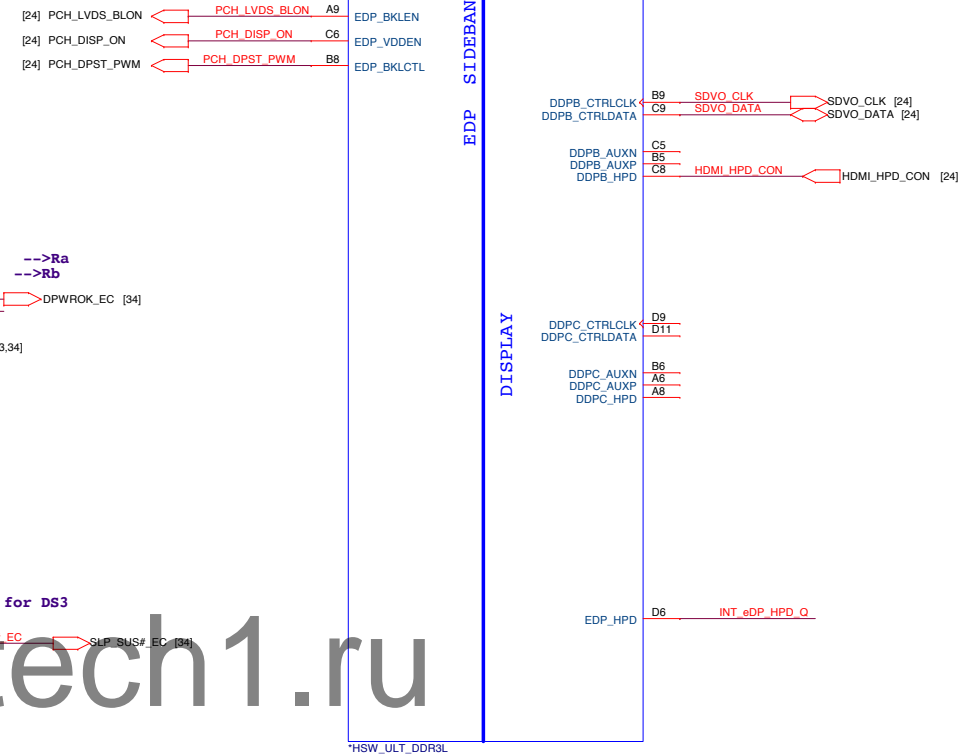 [24] PCH_LVDS_BLON PCH_LVDS_BLON A9 EDP_BKLEN
[24] PCH_DISP_ON PCH_DISP_ON C6 EDP_VDDEN
[24] PCH_DPST_PWM PCH_DPST_PWM B8 EDP_BKLCTL
EDP SIDEBAN
DDPB_CTRLCLK B9 SDVO_CLK SDVO_CLK [24]
DDPB_CTRLDATA C9 SDVO_DATA SDVO_DATA [24]
DDPB_AUXN C5
DDPB_AUXP B5
DDPB_HPD C8 HDMI_HPD_CON HDMI_HPD_CON [24]
-->Ra
-->Rb
DPWROK_EC [34]
3,34]
DISPLAY
DDPC_CTRLCLK D9
DDPC_CTRLDATA D11
DDPC_AUXN B6
DDPC_AUXP A6
DDPC_HPD A8
for DS3
EDP_HPD D6 INT_eDP_HPD_Q
EC SLP_SUS#_EC [34]
tech1.ru
*HSW_ULT_DDR3L